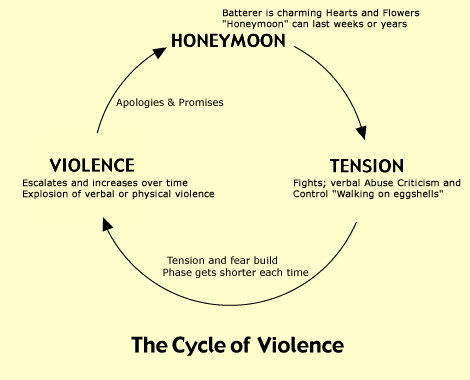 Batterer is charming Hearts and Flowers
"Honeymoon" can last weeks or years
HONEYMOON
Apologies & Promises
VIOLENCE
Escalates and increases over time
Explosion of verbal or physical violence
TENSION
Fights; verbal Abuse Criticism and
Control "Walking on eggshells"
Tension and fear build
Phase gets shorter each time
The Cycle of Violence